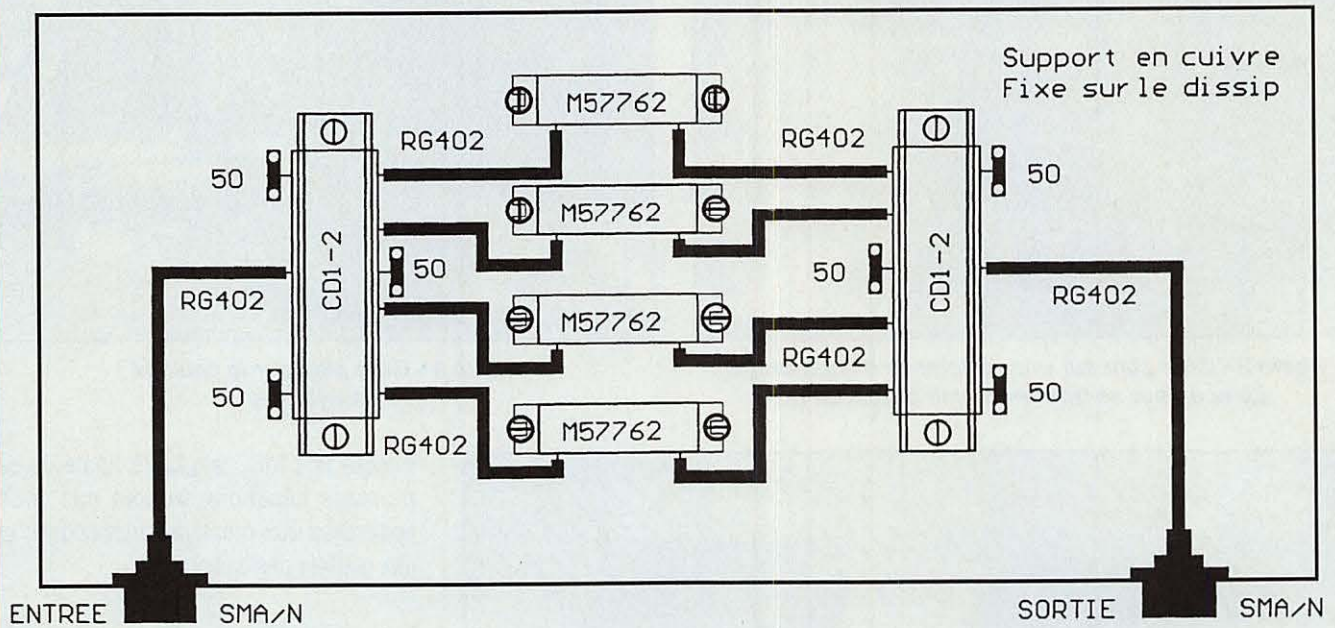 Support en cuivre
Fixe sur le dissip
M57762
RG402
RG402
50
50
M57762
CD1-2
50
50
CD1-2
RG402
RG402
M57762
RG402
50
50
M57762
RG402
ENTREE
SMA/N
SORTIE
SMA/N